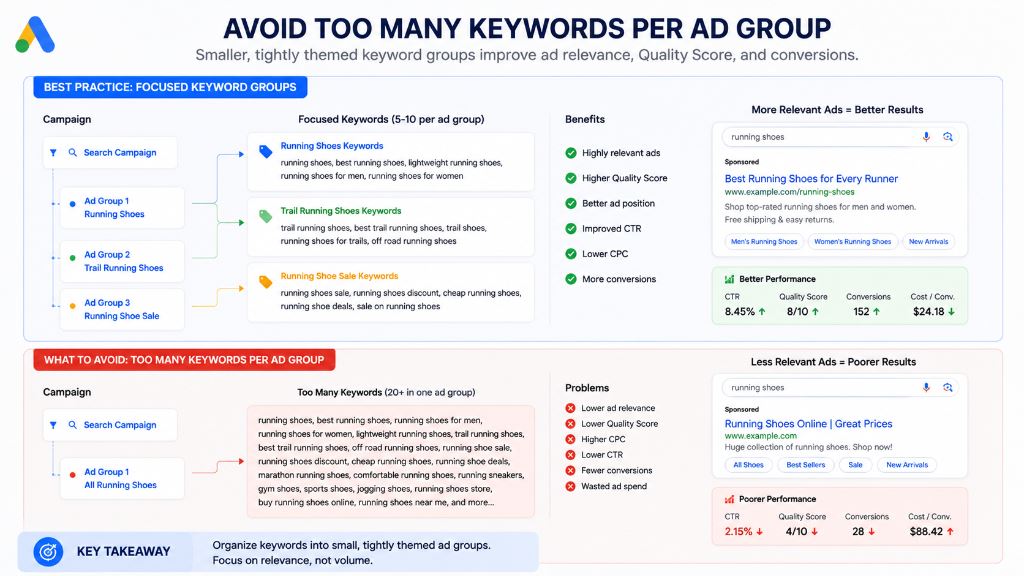 AVOID TOO MANY KEYWORDS PER AD GROUP
Smaller, tightly themed keyword groups improve ad relevance, Quality Score, and conversions.
BEST PRACTICE: FOCUSED KEYWORD GROUPS
Campaign
Search Campaign
Ad Group 1
Running Shoes
Ad Group 2
Trail Running Shoes
Ad Group 3
Running Shoe Sale
Focused Keywords (5-10 per ad group)
Running Shoes Keywords
running shoes, best running shoes, lightweight running shoes,
running shoes for men, running shoes for women
Trail Running Shoes Keywords
trail running shoes, best trail running shoes, trail shoes,
running shoes for trails, off road running shoes
Running Shoe Sale Keywords
running shoes sale, running shoes discount, cheap running shoes,
running shoe deals, sale on running shoes
Benefits
Highly relevant ads
Higher Quality Score
Better ad position
Improved CTR
Lower CPC
More conversions
More Relevant Ads = Better Results
running shoes
Sponsored
Best Running Shoes for Every Runner
www.example.com/running-shoes
Shop top-rated running shoes for men and women.
Free shipping & easy returns.
Men's Running Shoes
Women's Running Shoes
New Arrivals
Better Performance
CTR
Quality Score
Conversions
Cost / Conv.
8.45% ↑
8/10 ↑
152 ↑
$24.18 ↓
WHAT TO AVOID: TOO MANY KEYWORDS PER AD GROUP
Campaign
Search Campaign
Ad Group 1
All Running Shoes
Too Many Keywords (20+ in one ad group)
running shoes, best running shoes, running shoes for men,
running shoes for women, lightweight running shoes, trail running shoes,
best trail running shoes, off road running shoes, running shoe sale,
running shoes discount, cheap running shoes, running shoe deals,
marathon running shoes, comfortable running shoes, running sneakers,
gym shoes, sports shoes, jogging shoes, running shoes store,
buy running shoes online, running shoes near me, and more...
Problems
Lower ad relevance
Lower Quality Score
Higher CPC
Lower CTR
Fewer conversions
Wasted ad spend
Less Relevant Ads = Poorer Results
running shoes
Sponsored
Running Shoes Online | Great Prices
www.example.com
Huge collection of running shoes. Shop now!
All Shoes
Best Sellers
Sale
New Arrivals
Poorer Performance
CTR
Quality Score
Conversions
Cost / Conv.
2.15% ↓
4/10 ↓
28 ↓
$88.42 ↑
KEY TAKEAWAY
Organize keywords into small, tightly themed ad groups.
Focus on relevance, not volume.